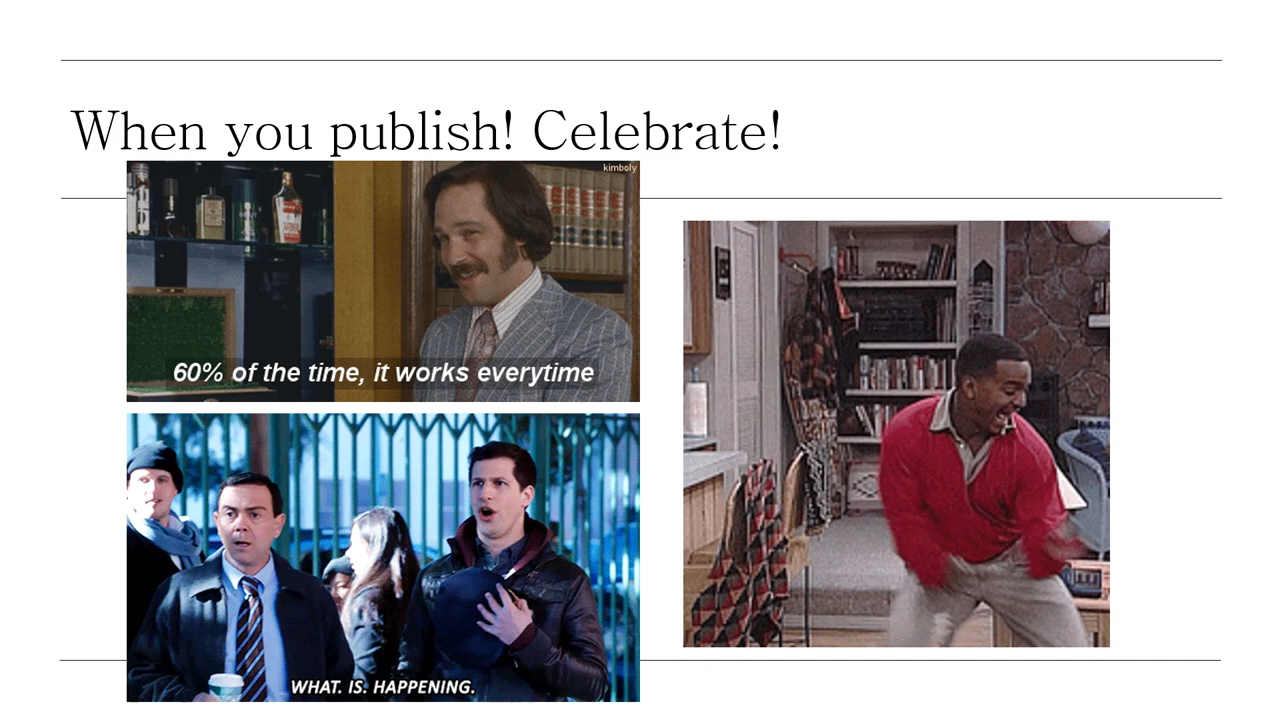 When you publish! Celebrate!
kimboly
60% of the time, it works everytime
WHAT. IS. HAPPENING.